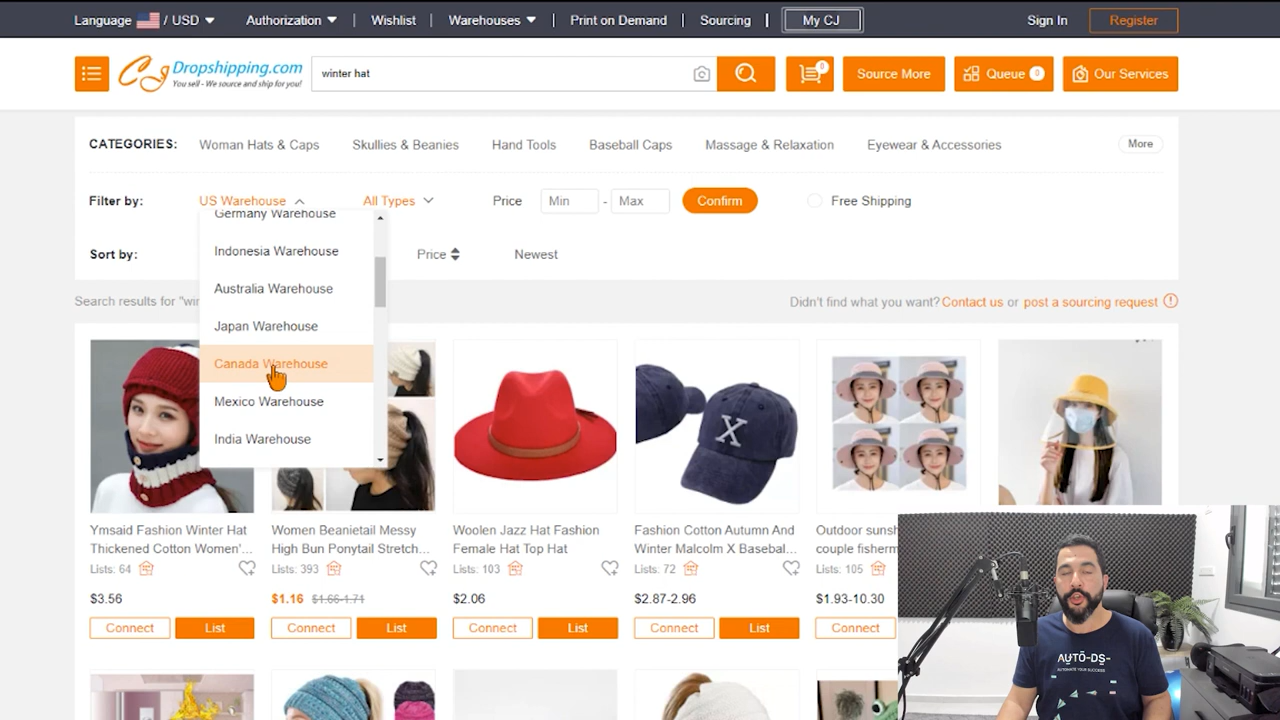 Language / USD Authorization Wishlist Warehouses Print on Demand Sourcing My CJ Sign In Register
CJ Dropshipping.com
You sell - We source and ship for you!
winter hat
0
Source More
Queue 0
Our Services
CATEGORIES: Woman Hats & Caps Skullies & Beanies Hand Tools Baseball Caps Massage & Relaxation Eyewear & Accessories More
Filter by: US Warehouse All Types Price Min - Max Confirm Free Shipping
Germany Warehouse
Indonesia Warehouse
Australia Warehouse
Japan Warehouse
Canada Warehouse
Mexico Warehouse
India Warehouse
Sort by: Price Newest
Search results for "wi
Didn't find what you want? Contact us or post a sourcing request
X
Ymsaid Fashion Winter Hat
Thickened Cotton Women'...
Lists: 64
$3.56
Connect List
Women Beanietail Messy
High Bun Ponytail Stretch...
Lists: 393
$1.16 $1.66-1.71
Connect List
Woolen Jazz Hat Fashion
Female Hat Top Hat
Lists: 103
$2.06
Connect List
Fashion Cotton Autumn And
Winter Malcolm X Basebal...
Lists: 72
$2.87-2.96
Connect List
Outdoor sunsh
couple fisherm
Lists: 105
$1.93-10.30
Connect
AUTO-DS-
AUTOMATE YOUR SUCCESS